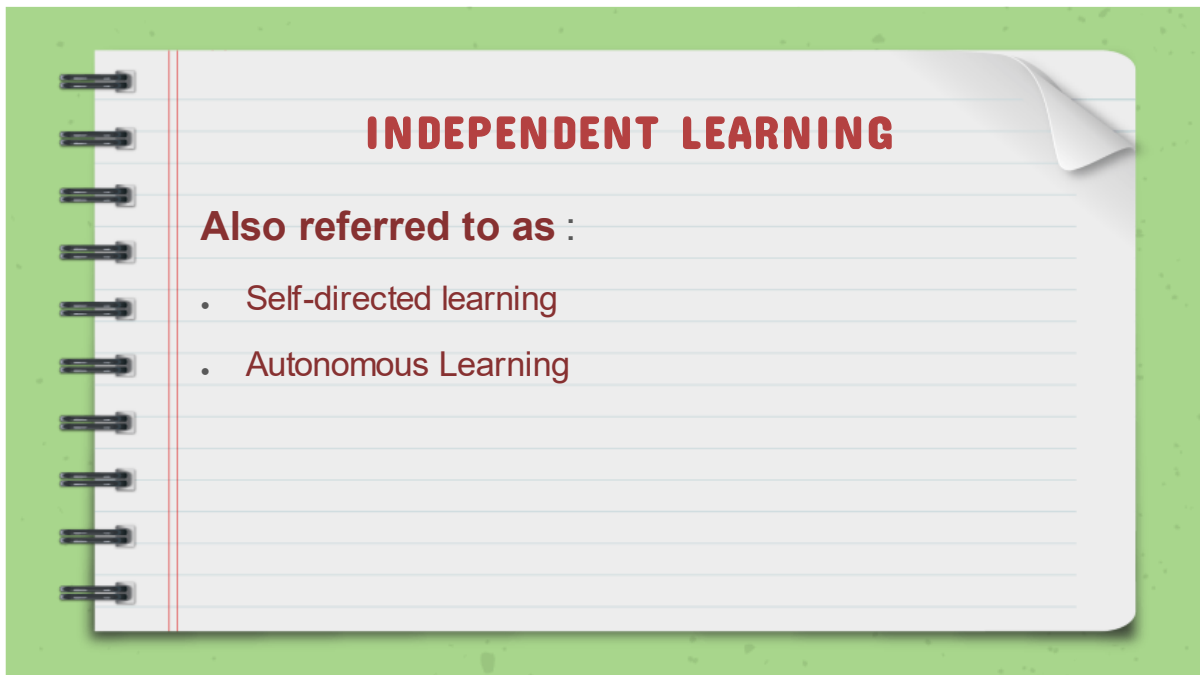 INDEPENDENT LEARNING
Also referred to as :
• Self-directed learning
• Autonomous Learning